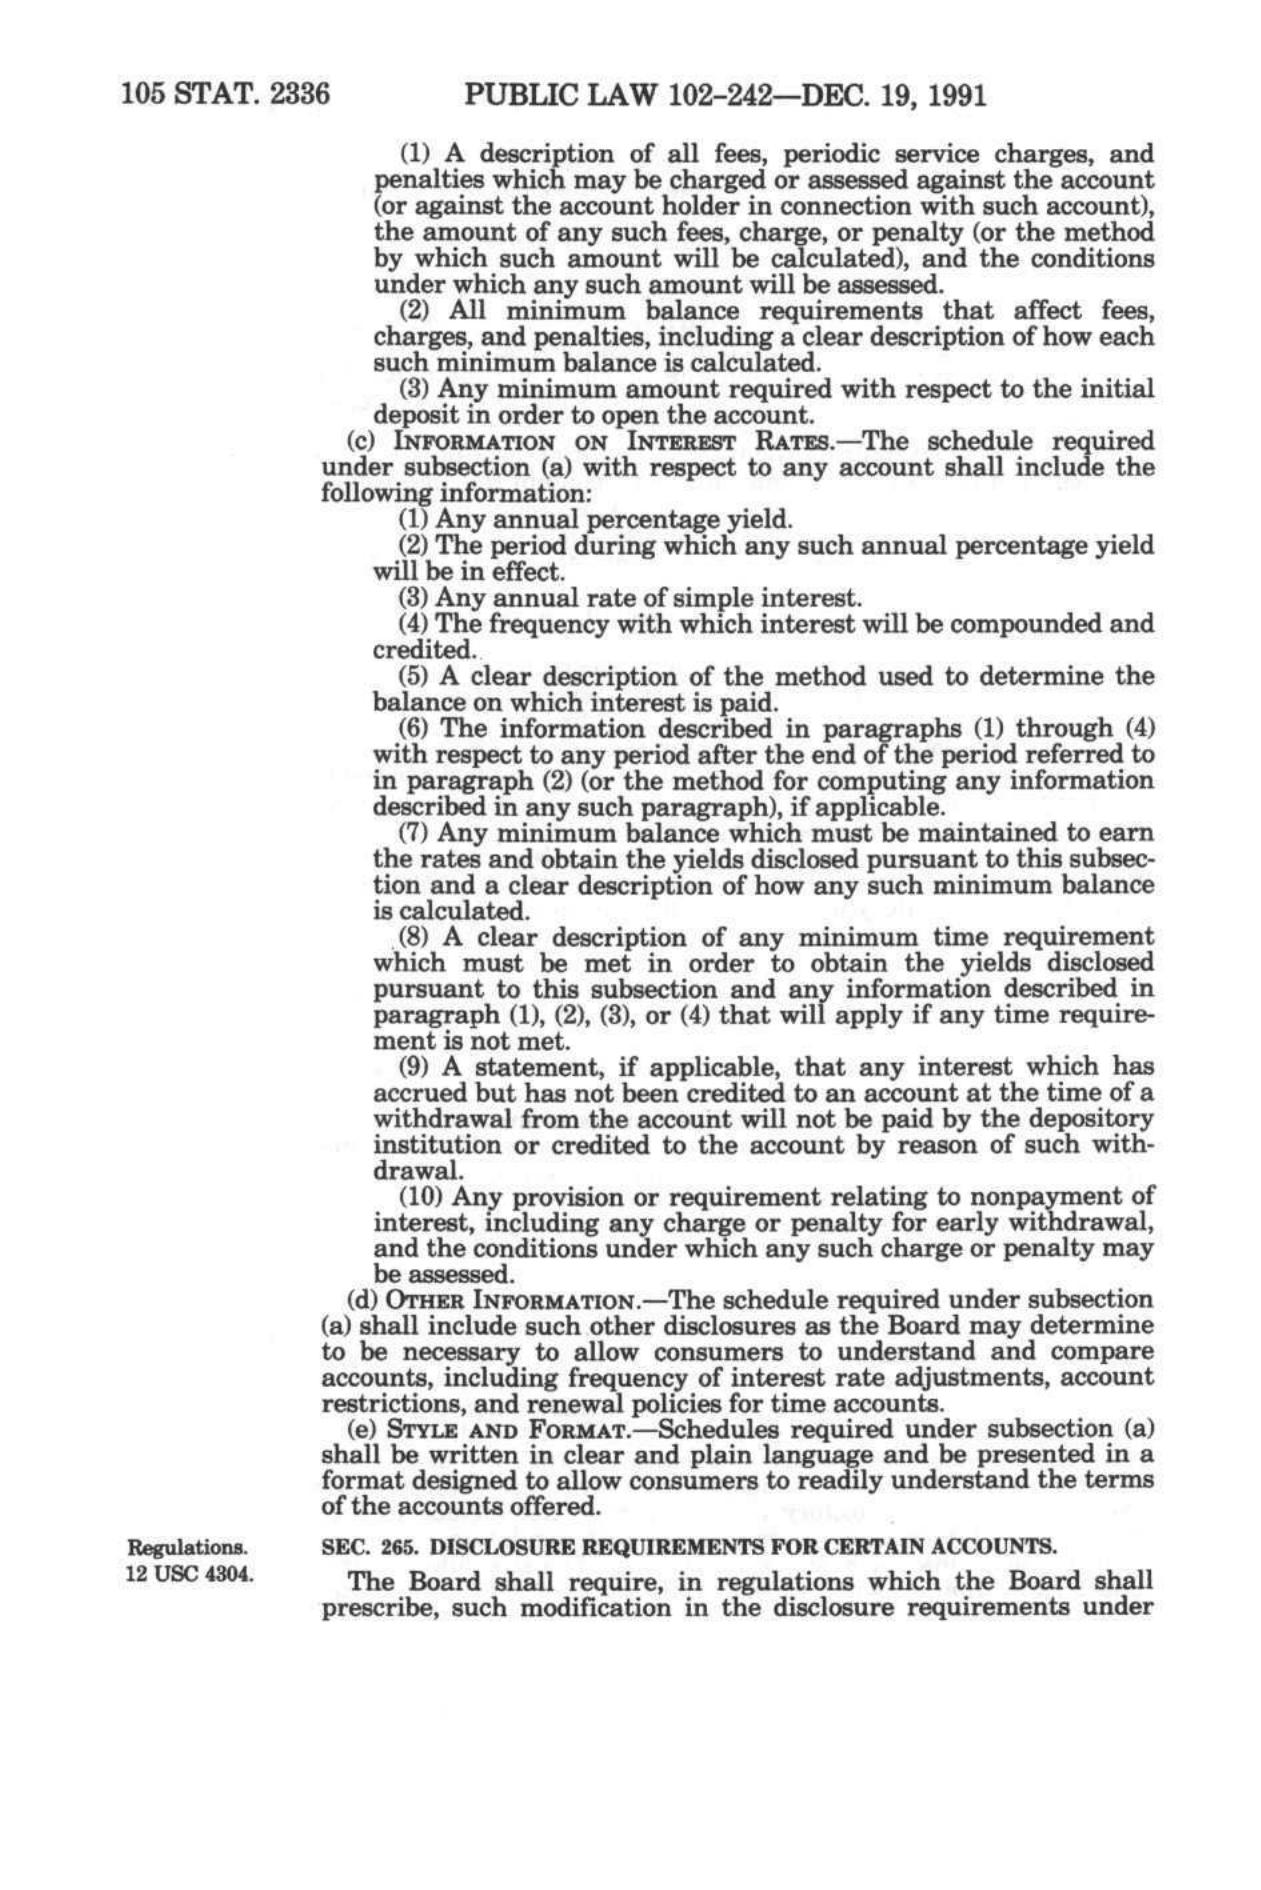 105 STAT. 2336 PUBLIC LAW 102-242—DEC. 19, 1991
(1) A description of all fees, periodic service charges, and
penalties which may be charged or assessed against the account
(or against the account holder in connection with such account),
the amount of any such fees, charge, or penalty (or the method
by which such amount will be calculated), and the conditions
under which any such amount will be assessed.
(2) All minimum balance requirements that affect fees,
charges, and penalties, including a clear description of how each
such minimum balance is calculated.
(3) Any minimum amount required with respect to the initial
deposit in order to open the account.
(c) INFORMATION ON INTEREST RATES.—The schedule required
under subsection (a) with respect to any account shall include the
following information:
(1) Any annual percentage yield.
(2) The period during which any such annual percentage yield
will be in effect.
(3) Any annual rate of simple interest.
(4) The frequency with which interest will be compounded and
credited.
(5) A clear description of the method used to determine the
balance on which interest is paid.
(6) The information described in paragraphs (1) through (4)
with respect to any period after the end of the period referred to
in paragraph (2) (or the method for computing any information
described in any such paragraph), if applicable.
(7) Any minimum balance which must be maintained to earn
the rates and obtain the yields disclosed pursuant to this subsec-
tion and a clear description of how any such minimum balance
is calculated.
(8) A clear description of any minimum time requirement
which must be met in order to obtain the yields disclosed
pursuant to this subsection and any information described in
paragraph (1), (2), (3), or (4) that will apply if any time require-
ment is not met.
(9) A statement, if applicable, that any interest which has
accrued but has not been credited to an account at the time of a
withdrawal from the account will not be paid by the depository
institution or credited to the account by reason of such with-
drawal.
(10) Any provision or requirement relating to nonpayment of
interest, including any charge or penalty for early withdrawal,
and the conditions under which any such charge or penalty may
be assessed.
(d) OTHER INFORMATION.—The schedule required under subsection
(a) shall include such other disclosures as the Board may determine
to be necessary to allow consumers to understand and compare
accounts, including frequency of interest rate adjustments, account
restrictions, and renewal policies for time accounts.
(e) STYLE AND FORMAT.—Schedules required under subsection (a)
shall be written in clear and plain language and be presented in a
format designed to allow consumers to readily understand the terms
of the accounts offered.
Regulations. SEC. 265. DISCLOSURE REQUIREMENTS FOR CERTAIN ACCOUNTS.
12 USC 4304. The Board shall require, in regulations which the Board shall
prescribe, such modification in the disclosure requirements under